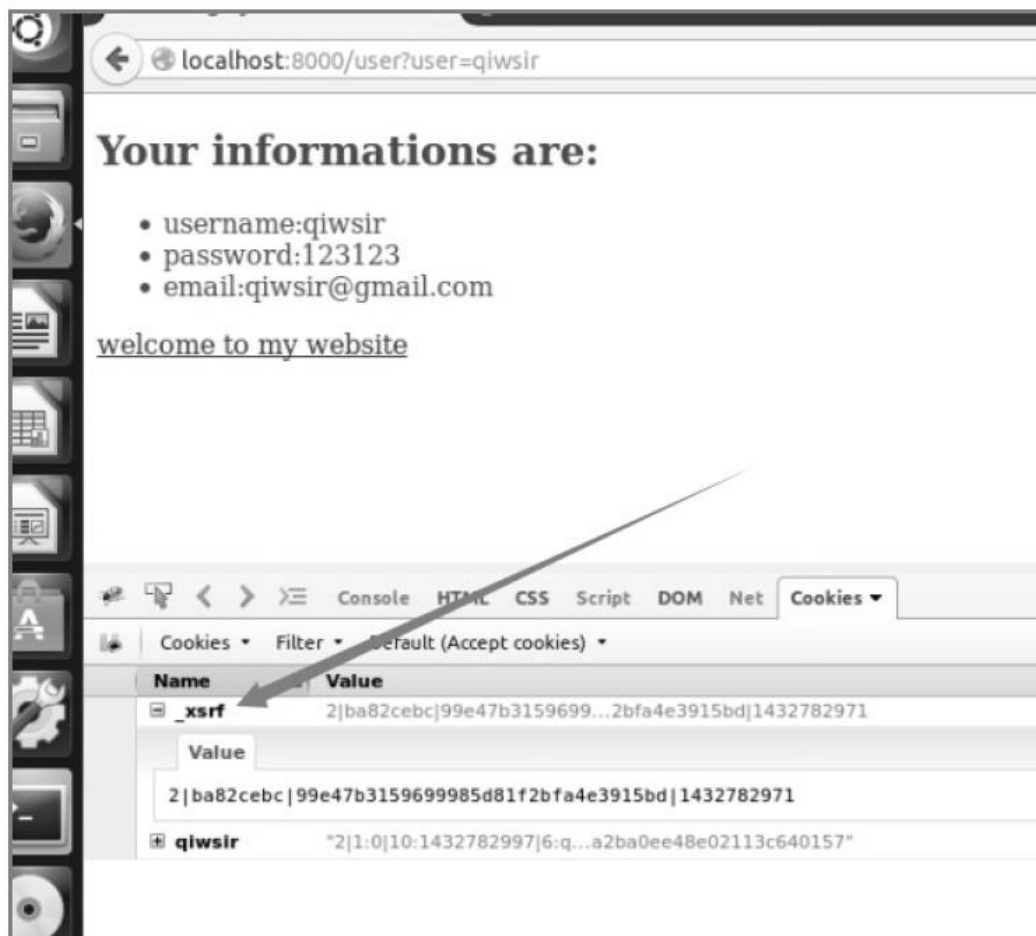 localhost:8000/user?user=qiwsir
Your informations are:
• username:qiwsir
• password:123123
• email:qiwsir@gmail.com
welcome to my website
Console HTML CSS Script DOM Net Cookies
Cookies Filter Default (Accept cookies)
Name Value
_xsrf 2|ba82cebc|99e47b3159699...2bfa4e3915bd|1432782971
Value
2|ba82cebc|99e47b3159699985d81f2bfa4e3915bd|1432782971
qiwsir "2|1:0|10:1432782997|6:q...a2ba0ee48e02113c640157"